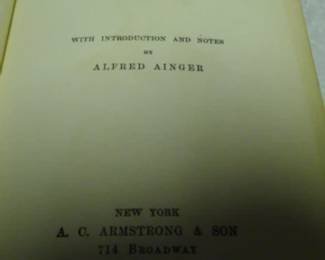 WITH INTRODUCTION AND NOTES
BY
ALFRED AINGER
NEW YORK
A. C. ARMSTRONG & SON
714 BROADWAY